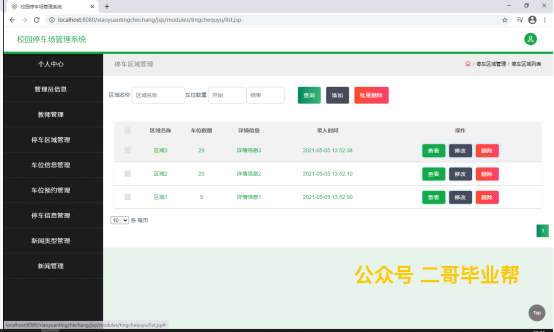 校园停车场管理系统
localhost:8080/xiaoyuantingchechang/jsp/modules/tingchequyu/list.jsp
校园停车场管理系统
个人中心
管理员信息
教师管理
停车区域管理
车位信息管理
车位预约管理
停车信息管理
新闻类型管理
新闻管理
停车区域管理
/ 停车区域管理 / 停车区域列表
区域名称 区域名称 车位数量 开始 结束 查询 添加 批量删除
区域名称 车位数量 详情信息 录入时间 操作
区域3 29 详情信息3 2021-05-05 13:52:38 查看 修改 删除
区域2 20 详情信息2 2021-05-05 13:52:10 查看 修改 删除
区域1 9 详情信息1 2021-05-05 13:52:00 查看 修改 删除
10 条 每页
1
公众号 二哥毕业帮
Top
localhost:8080/xiaoyuantingchechang/jsp/modules/tingchequyu/list.jsp#